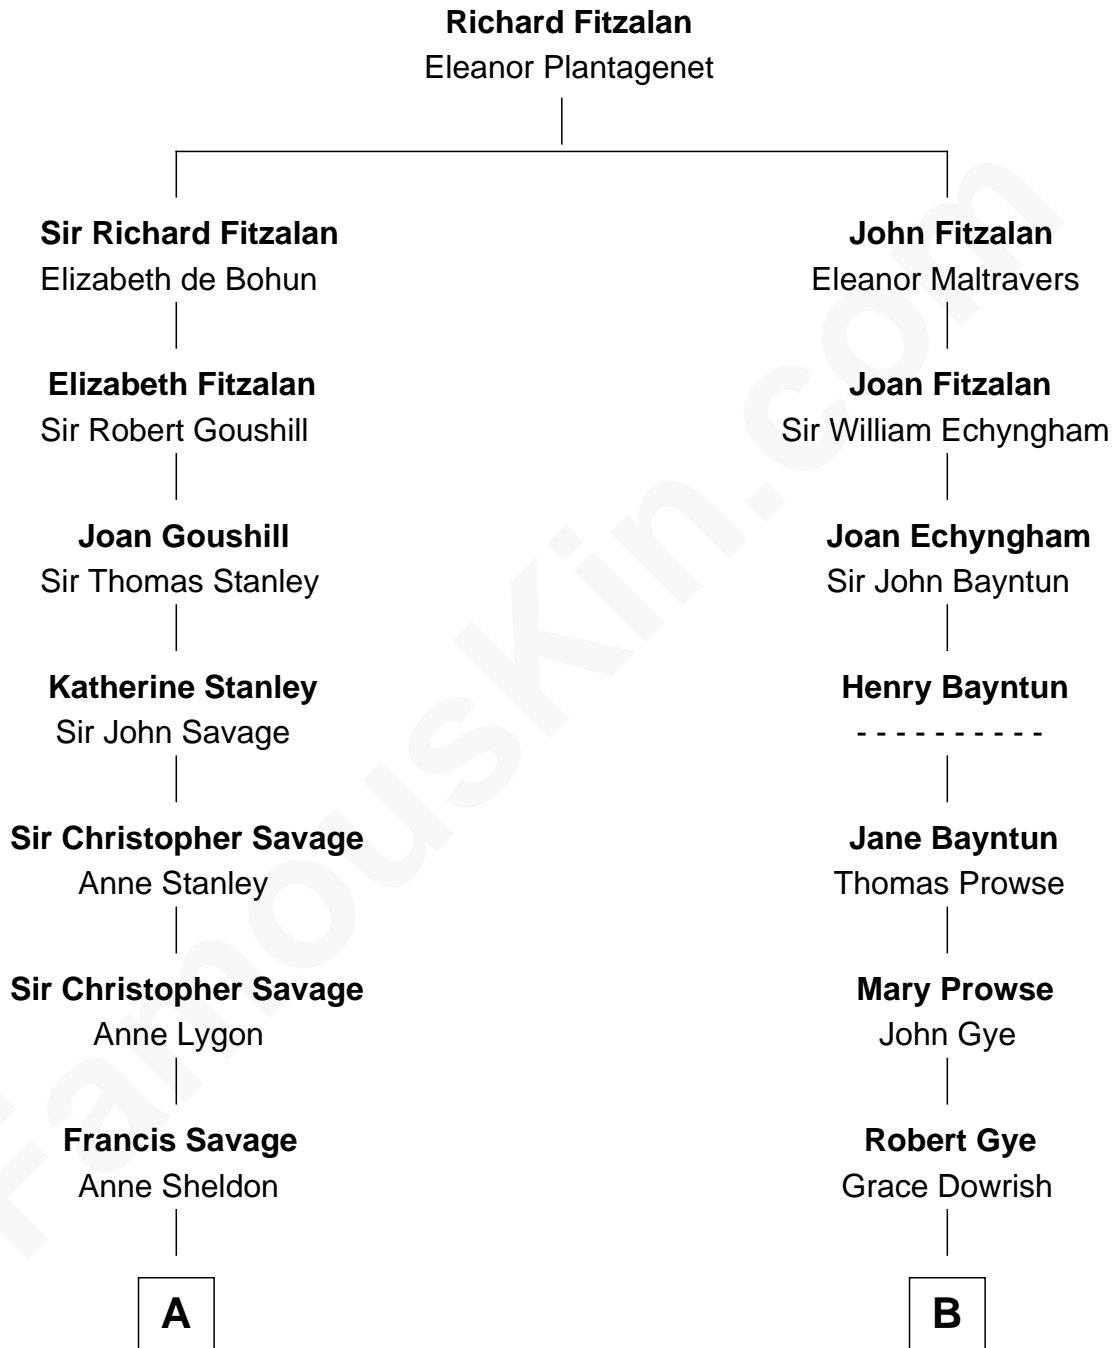 Richard Fitzalan
Eleanor Plantagenet
Sir Richard Fitzalan
Elizabeth de Bohun
Elizabeth Fitzalan
Sir Robert Goushill
Joan Goushill
Sir Thomas Stanley
Katherine Stanley
Sir John Savage
Sir Christopher Savage
Anne Stanley
Sir Christopher Savage
Anne Lygon
Francis Savage
Anne Sheldon
A
John Fitzalan
Eleanor Maltravers
Joan Fitzalan
Sir William Echyngham
Joan Echyngham
Sir John Bayntun
Henry Bayntun
- - - - - - - - - -
Jane Bayntun
Thomas Prowse
Mary Prowse
John Gye
Robert Gye
Grace Dowrish
B
FamousKin.com